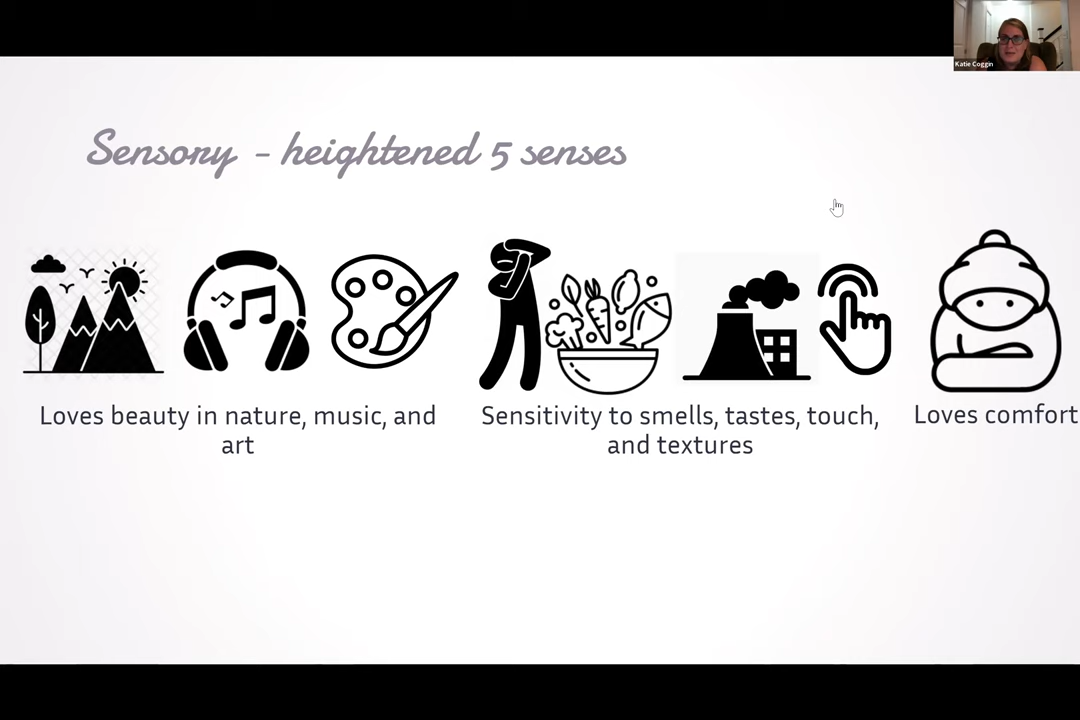 Katie Coggin
Sensory - heightened 5 senses
Loves beauty in nature, music, and
art
Sensitivity to smells, tastes, touch,
and textures
Loves comfort